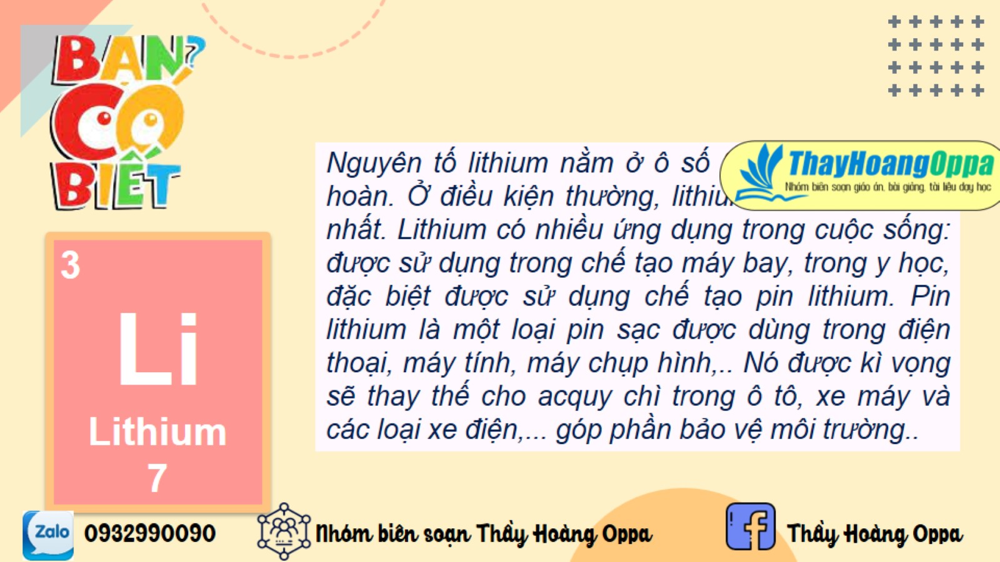 BẠN CÓ BIẾT?
Nguyên tố lithium nằm ở ô số
hoàn. Ở điều kiện thường,
nhất. Lithium có nhiều ứng dụng trong cuộc sống:
được sử dụng trong chế tạo máy bay, trong y học,
đặc biệt được sử dụng chế tạo pin lithium. Pin
lithium là một loại pin sạc được dùng trong điện
thoại, máy tính, máy chụp hình,.. Nó được kì vọng
sẽ thay thế cho acquy chì trong ô tô, xe máy và
các loại xe điện,... góp phần bảo vệ môi trường..
ThayHoangOppa
Nhóm biên soạn giáo án, bài giảng, tài liệu dạy học
3
Li
Lithium
7
Zalo
0932990090
Nhóm biên soạn Thầy Hoàng Oppa
Thầy Hoàng Oppa